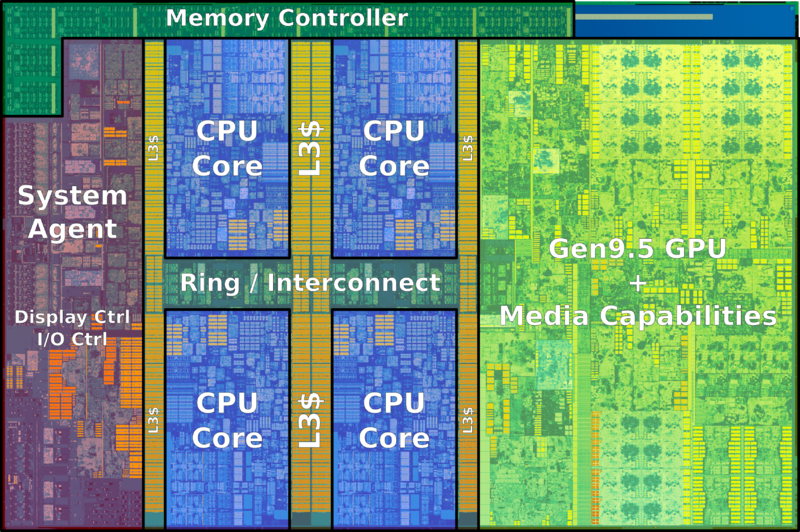 Memory Controller
CPU
Core
L3$
CPU
Core
L3$
L3$
System
Agent
Display Ctrl
I/O Ctrl
Ring / Interconnect
Gen9.5 GPU
+
Media Capabilities
CPU
Core
L3$
CPU
Core
L3$
L3$